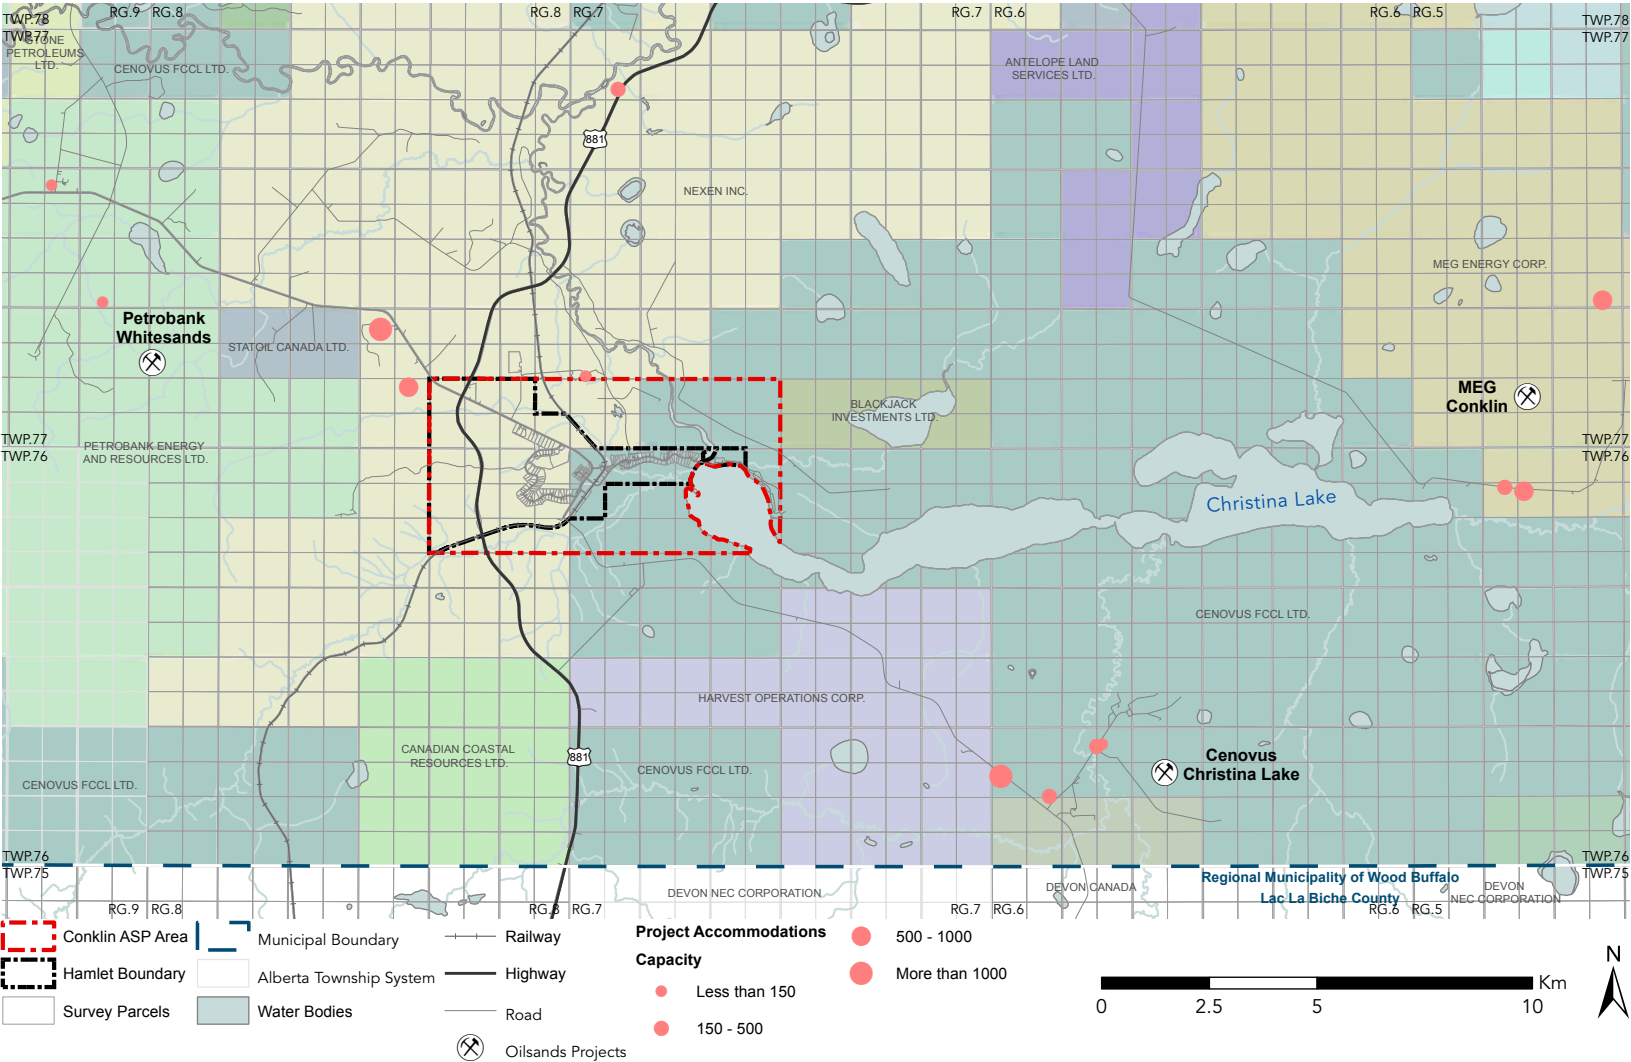 RG.9 RG.8
RG.8 RG.7
RG.7 RG.6
RG.6 RG.5
TWP.78
TWP.77
TWP.78
TWP.77
STONE
PETROLEUMS
LTD.
CENOVUS FCCL LTD.
ANTELOPE LAND
SERVICES LTD.
881
NEXEN INC.
MEG ENERGY CORP.
Petrobank
Whitesands
STATOIL CANADA LTD.
MEG
Conklin
BLACKJACK
INVESTMENTS LTD.
TWP.77
TWP.76
PETROBANK ENERGY
AND RESOURCES LTD.
TWP.77
TWP.76
Christina Lake
CENOVUS FCCL LTD.
HARVEST OPERATIONS CORP.
CANADIAN COASTAL
RESOURCES LTD.
881
CENOVUS FCCL LTD.
CENOVUS FCCL LTD.
Cenovus
Christina Lake
TWP.76
TWP.75
TWP.76
TWP.75
Regional Municipality of Wood Buffalo
Lac La Biche County
DEVON NEC CORPORATION
DEVON CANADA
DEVON
NEC CORPORATION
RG.9 RG.8
RG.8 RG.7
RG.7 RG.6
RG.6 RG.5
Conklin ASP Area
Hamlet Boundary
Survey Parcels
Municipal Boundary
Alberta Township System
Water Bodies
Railway
Highway
Road
Oilsands Projects
Project Accommodations
Capacity
Less than 150
150 - 500
500 - 1000
More than 1000
Km
0 2.5 5 10
N